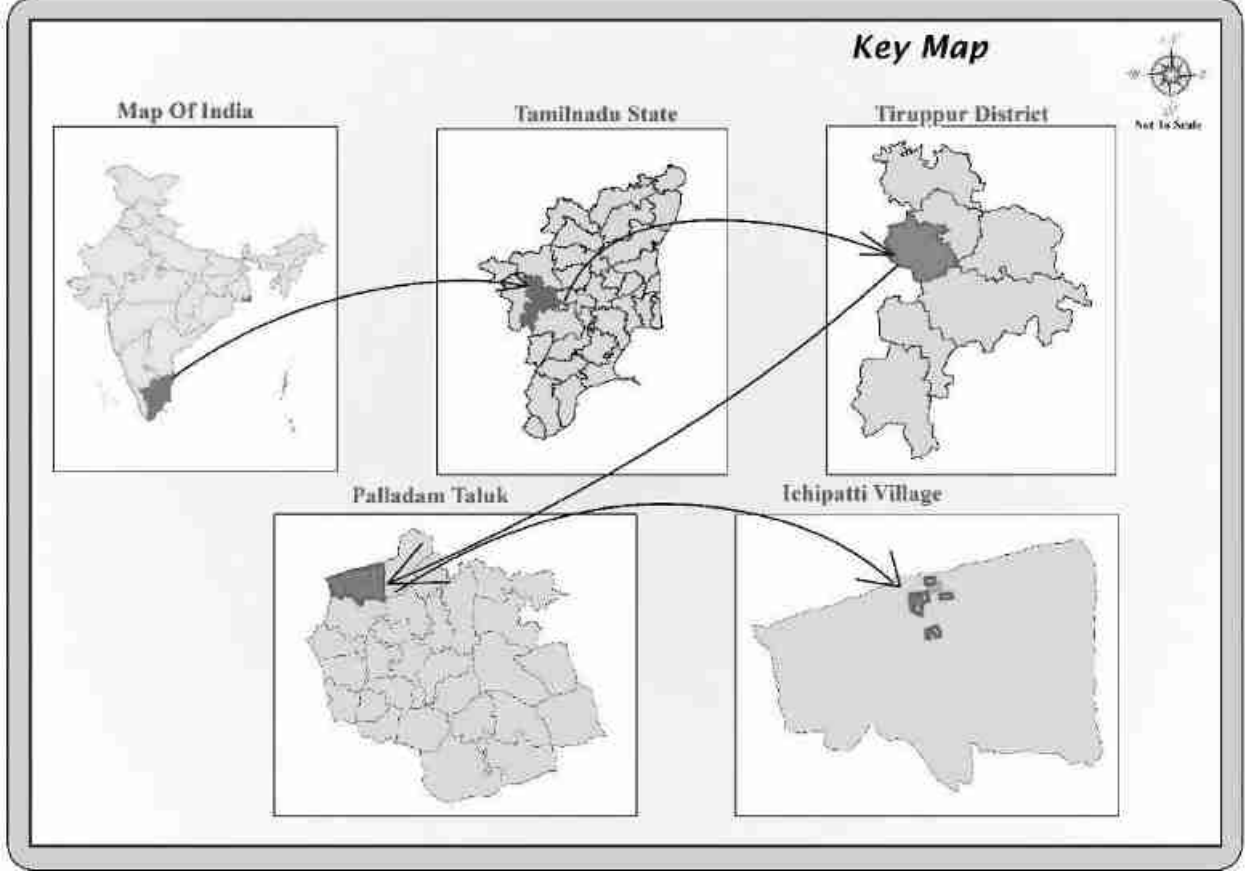 Key Map
Map Of India
Tamilnadu State
Tiruppur District
Not To Scale
Palladam Taluk
Ichipatti Village